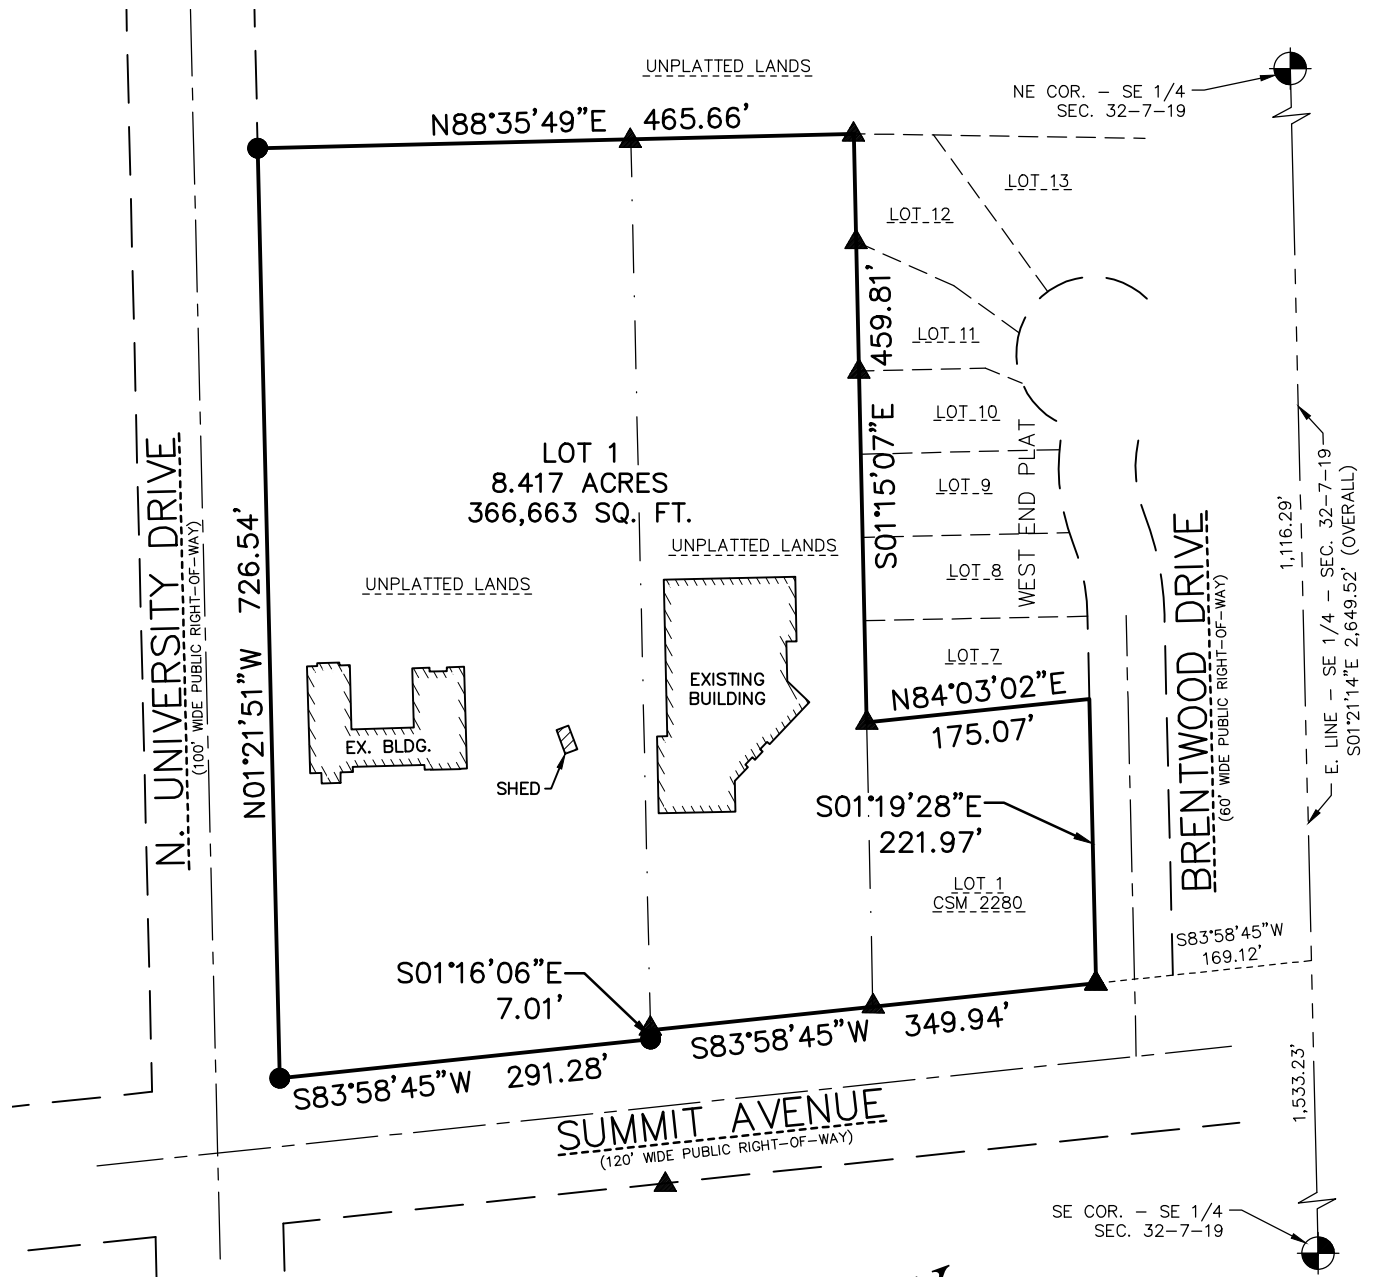 UNPLATTED LANDS
NE COR. – SE 1/4
SEC. 32-7-19
N88°35'49"E 465.66'
LOT 13
LOT 12
459.81'
S01°15'07"E
LOT 11
LOT 10
LOT 9
LOT 8
LOT 7
WEST END PLAT
LOT 1
8.417 ACRES
366,663 SQ. FT.
UNPLATTED LANDS
UNPLATTED LANDS
N. UNIVERSITY DRIVE
(100' WIDE PUBLIC RIGHT-OF-WAY)
N01°21'51"W 726.54'
EX. BLDG.
SHED
EXISTING
BUILDING
N84°03'02"E
175.07'
S01°19'28"E
221.97'
LOT 1
CSM 2280
BRENTWOOD DRIVE
(60' WIDE PUBLIC RIGHT-OF-WAY)
1,116.29'
E. LINE – SE 1/4 – SEC. 32-7-19
S01°21'14"E 2,649.52' (OVERALL)
S83°58'45"W
169.12'
S01°16'06"E
7.01'
S83°58'45"W 349.94'
S83°58'45"W 291.28'
SUMMIT AVENUE
(120' WIDE PUBLIC RIGHT-OF-WAY)
1,533.23'
SE COR. – SE 1/4
SEC. 32-7-19